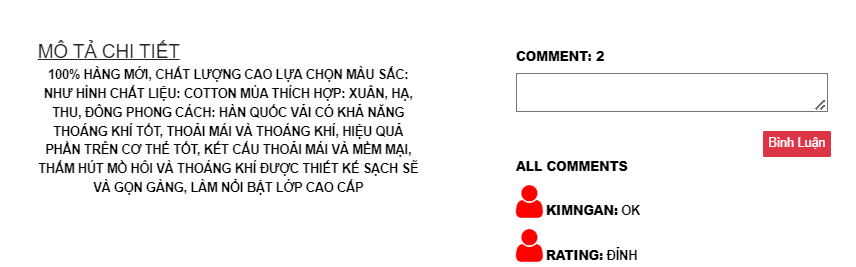 MÔ TẢ CHI TIẾT
100% HÀNG MỚI, CHẤT LƯỢNG CAO LỰA CHỌN MÀU SẮC:
NHƯ HÌNH CHẤT LIỆU: COTTON MÙA THÍCH HỢP: XUÂN, HẠ,
THU, ĐÔNG PHONG CÁCH: HÀN QUỐC VẢI CÓ KHẢ NĂNG
THOÁNG KHÍ TỐT, THOẢI MÁI VÀ THOÁNG KHÍ, HIỆU QUẢ
PHẦN TRÊN CƠ THỂ TỐT, KẾT CẤU THOẢI MÁI VÀ MỀM MẠI,
THẤM HÚT MỒ HÔI VÀ THOÁNG KHÍ ĐƯỢC THIẾT KẾ SẠCH SẼ
VÀ GỌN GÀNG, LÀM NỔI BẬT LỚP CAO CẤP
COMMENT: 2
Bình Luận
ALL COMMENTS
KIMNGAN: OK
RATING: ĐỈNH